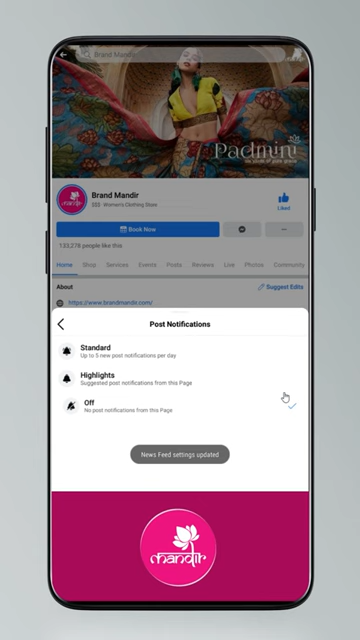 Brand Mandir
Padmini
Brand Mandir
$$$ Women's Clothing Store
Liked
Book Now
133,278 people like this
Home Shop Services Events Posts Reviews Live Photos Community
About
Suggest Edits
https://www.brandmandir.com/
Post Notifications
Standard
Up to 5 new post notifications per day
Highlights
Suggested post notifications from this Page
Off
No post notifications from this Page
News Feed settings updated
mandir